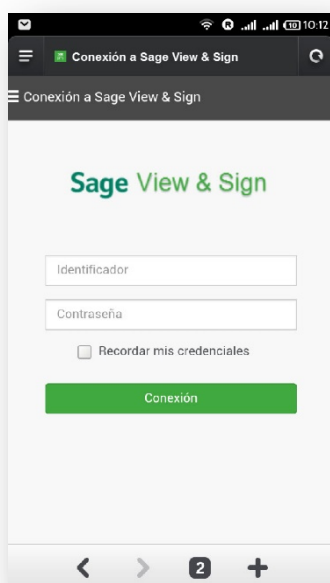 10:12
Conexión a Sage View & Sign
Conexión a Sage View & Sign
Sage View & Sign
Identificador
Contraseña
Recordar mis credenciales
Conexión
2